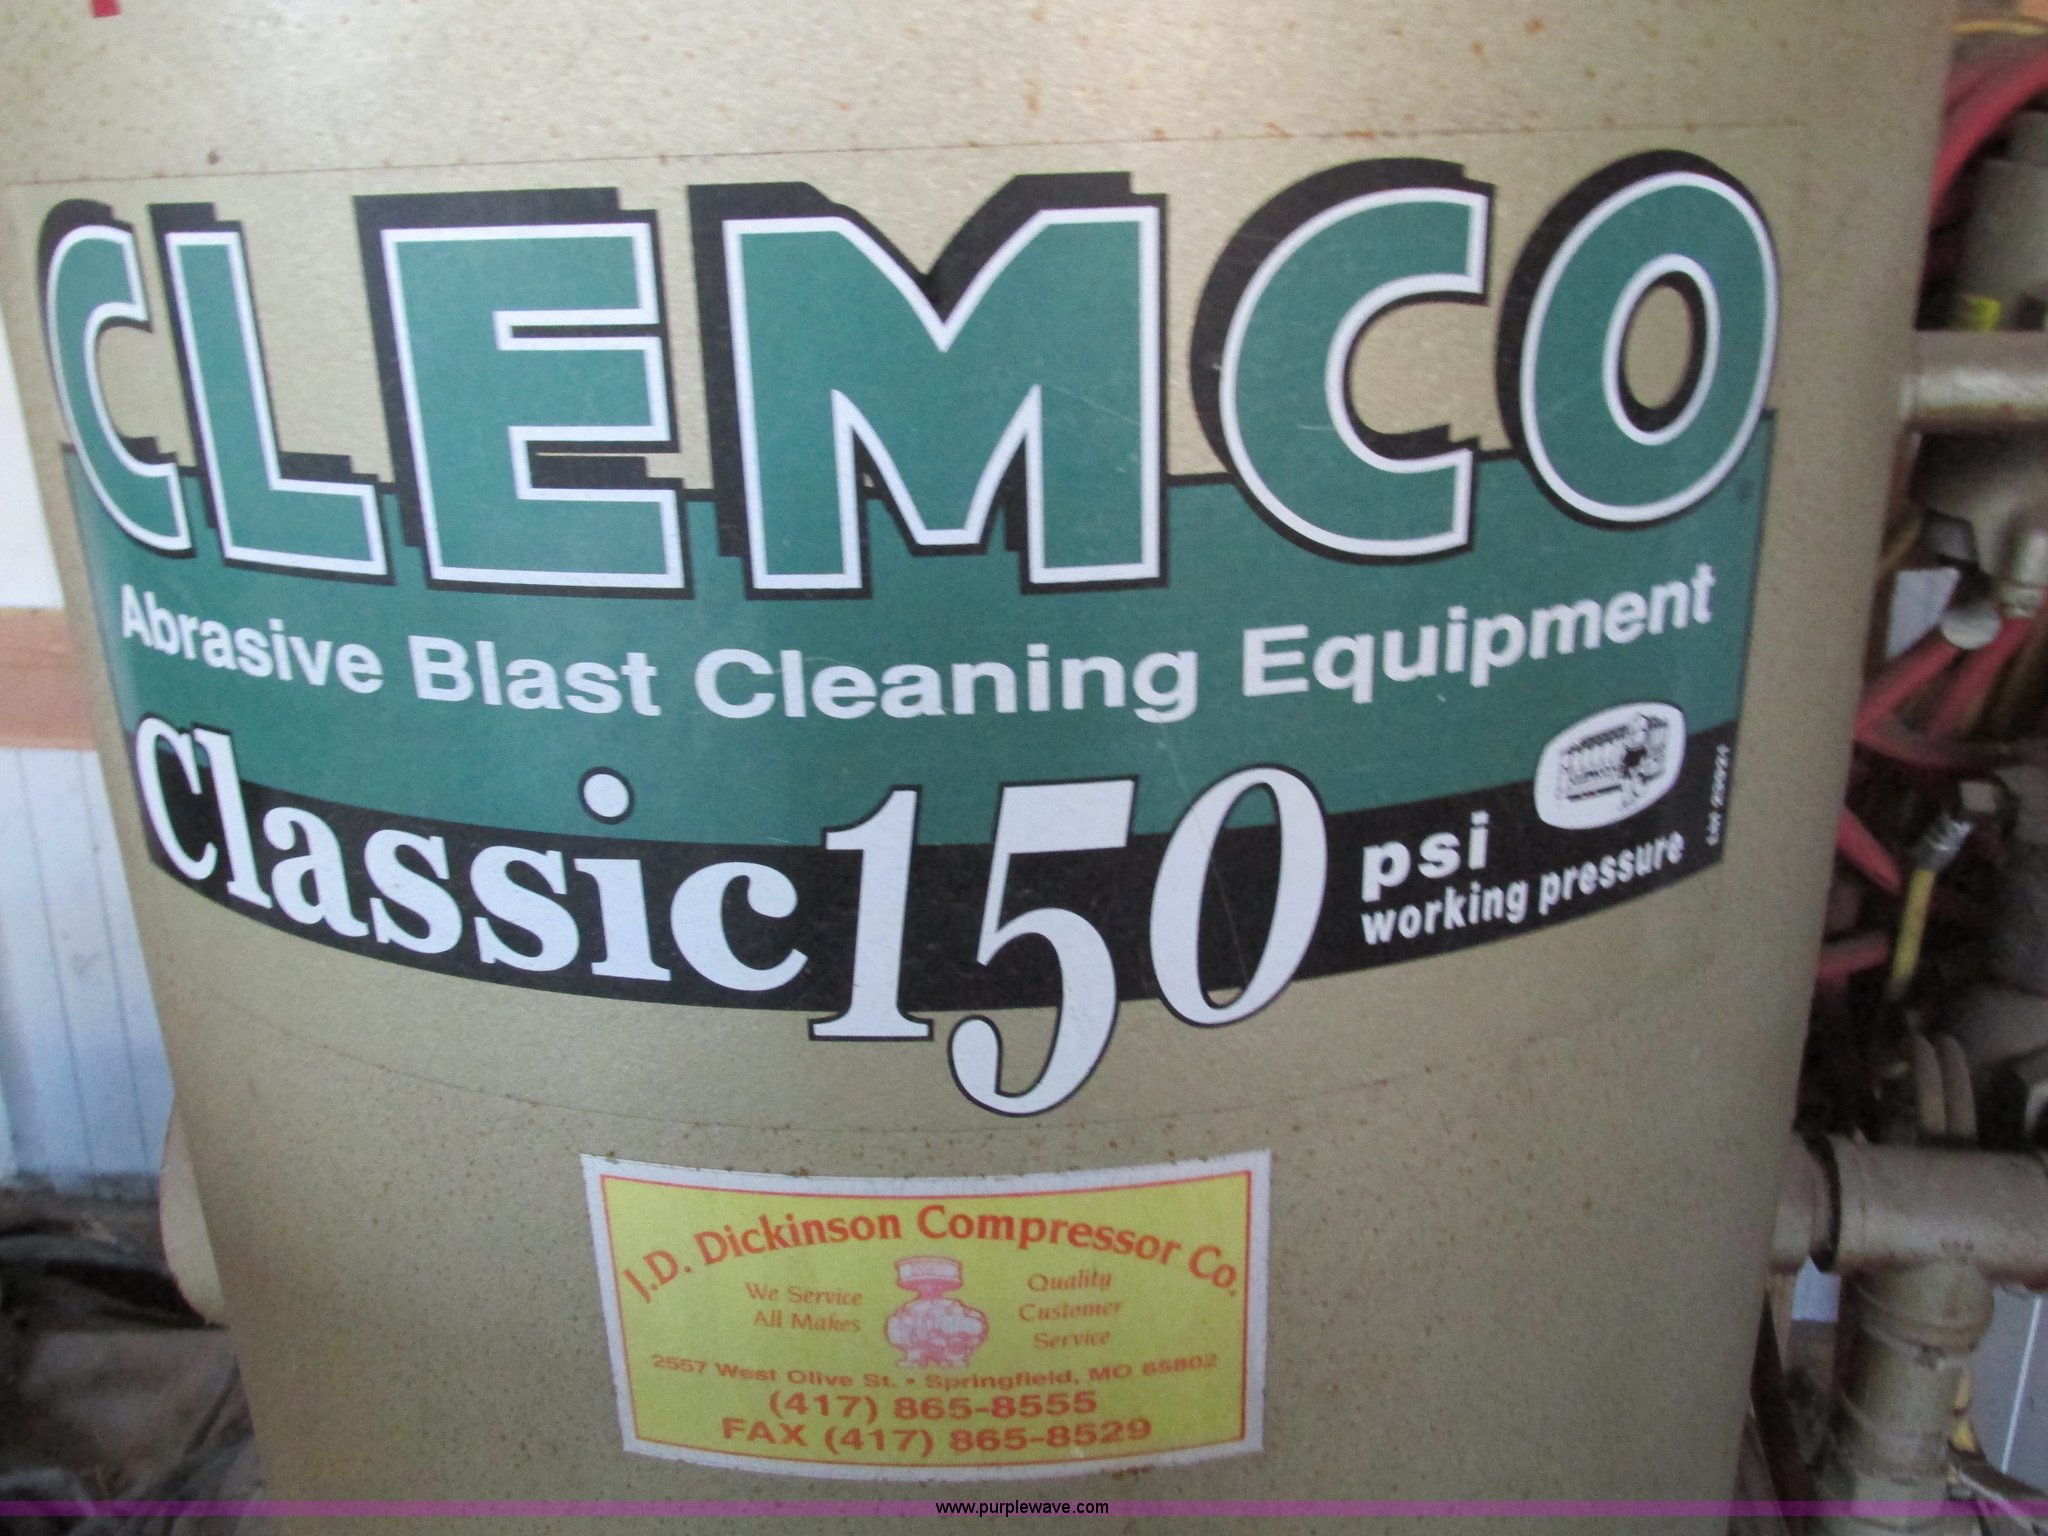 CLEMCO
Abrasive Blast Cleaning Equipment
Classic 150 psi
working pressure
J.D. Dickinson Compressor Co.
We Service
All Makes
Quality
Customer
Service
2557 West Olive St. • Springfield, MO 65802
(417) 865-8555
FAX (417) 865-8529
www.purplewave.com